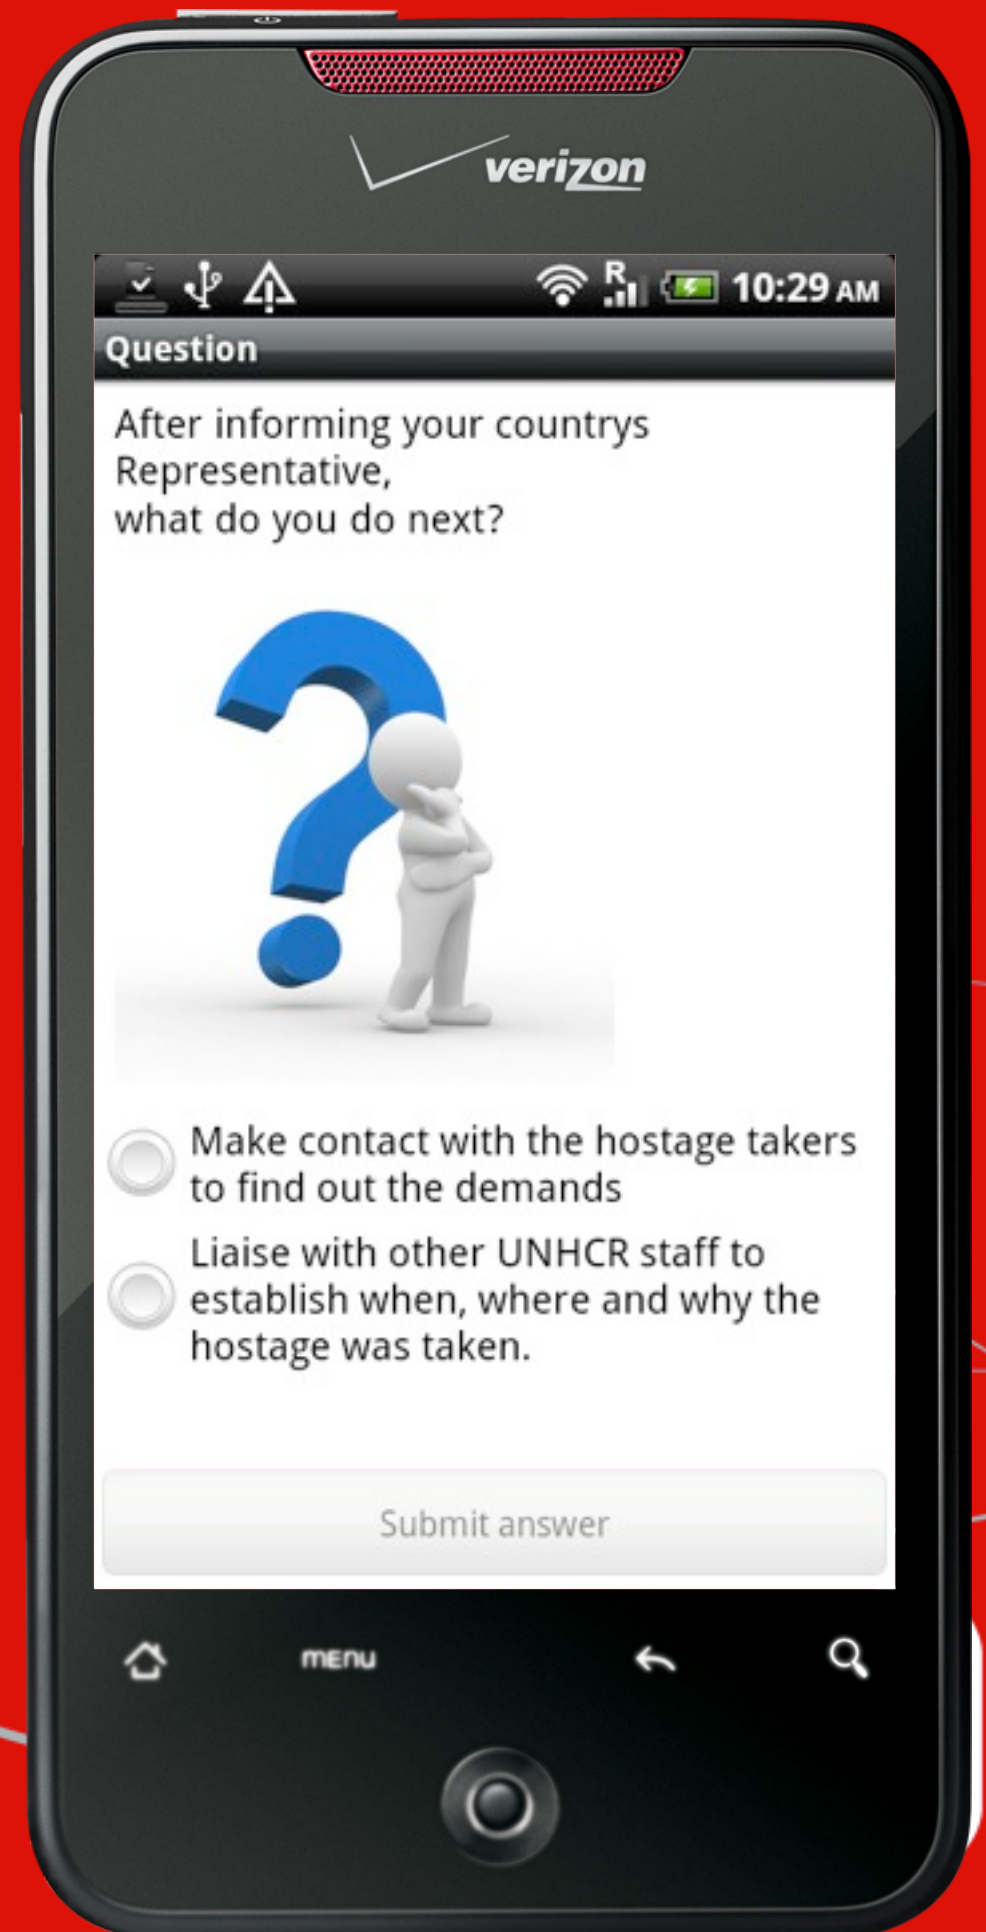 verizon
R 10:29 AM
Question
After informing your countrys
Representative,
what do you do next?
Make contact with the hostage takers
to find out the demands
Liaise with other UNHCR staff to
establish when, where and why the
hostage was taken.
Submit answer
MENU